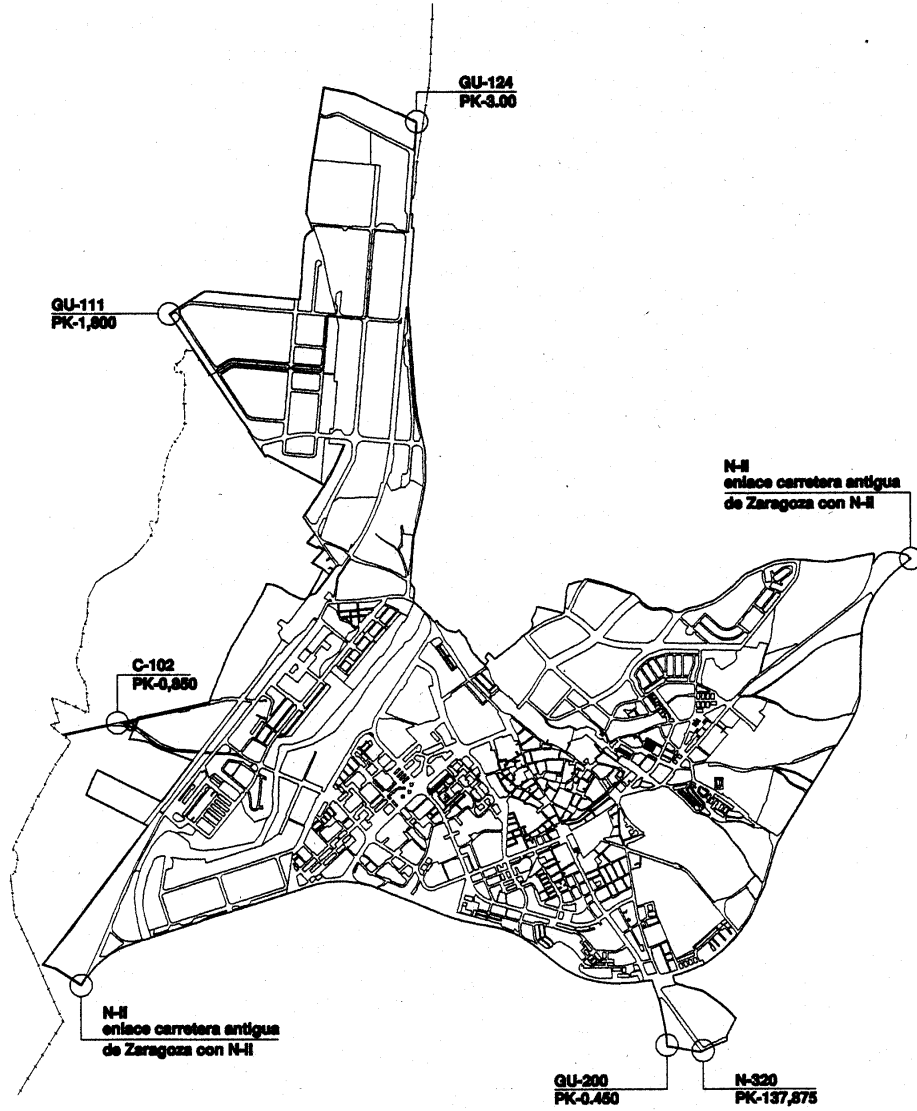 GU-124
PK-3.00
GU-111
PK-1,600
N-II
enlace carretera antigua
de Zaragoza con N-II
C-102
PK-0,850
N-II
enlace carretera antigua
de Zaragoza con N-II
GU-200
PK-0.450
N-320
PK-137,875